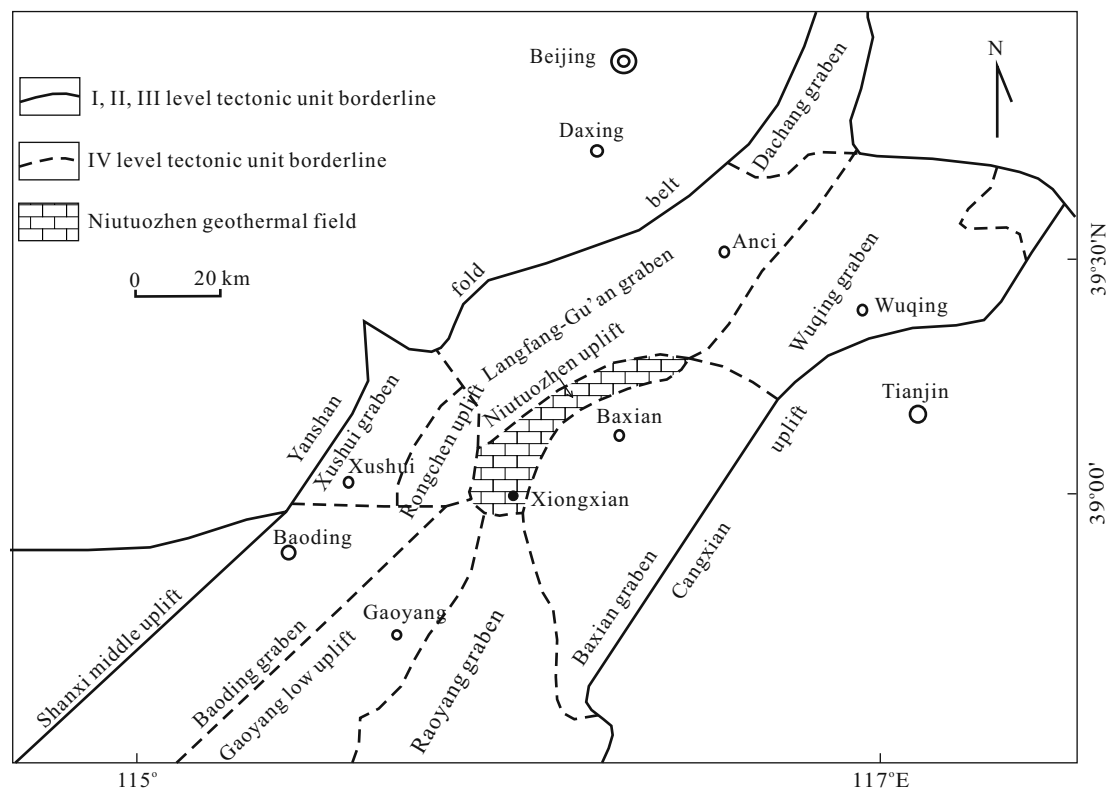 Beijing
N
I, II, III level tectonic unit borderline
Dachang graben
Daxing
IV level tectonic unit borderline
belt
Niutuozhen geothermal field
Anci
39°30'N
0 20 km
fold
Langfang-Gu’an graben
Wuqing graben
Wuqing
Niutuozhen uplift
Yanshan
Xushui graben
Rongchen uplift
Baxian
Tianjin
uplift
Xushui
Xiongxian
39°00'
Baoding
Cangxian
Baxian graben
Gaoyang
Shanxi middle uplift
Baoding graben
Gaoyang low uplift
Raoyang graben
115°
117°E